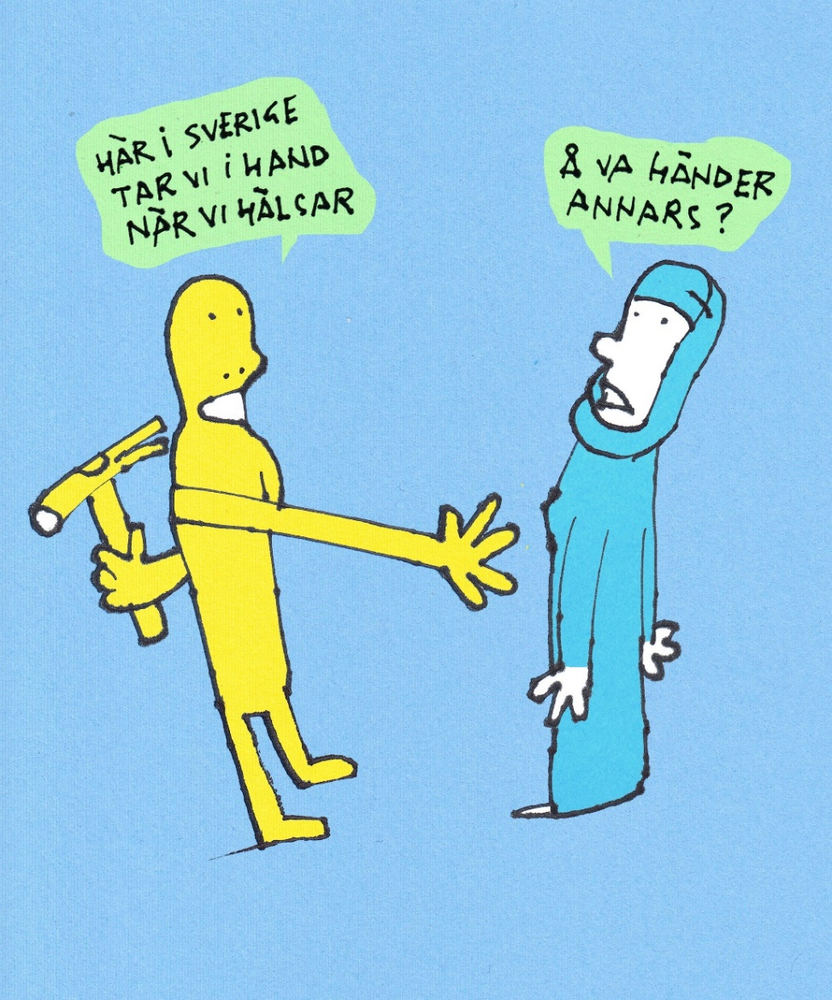 HÄR i SVERIGE
TAR Vi i HAND
NÄR Vi HÄLSAR
Å VA HÄNDER
ANNARS?